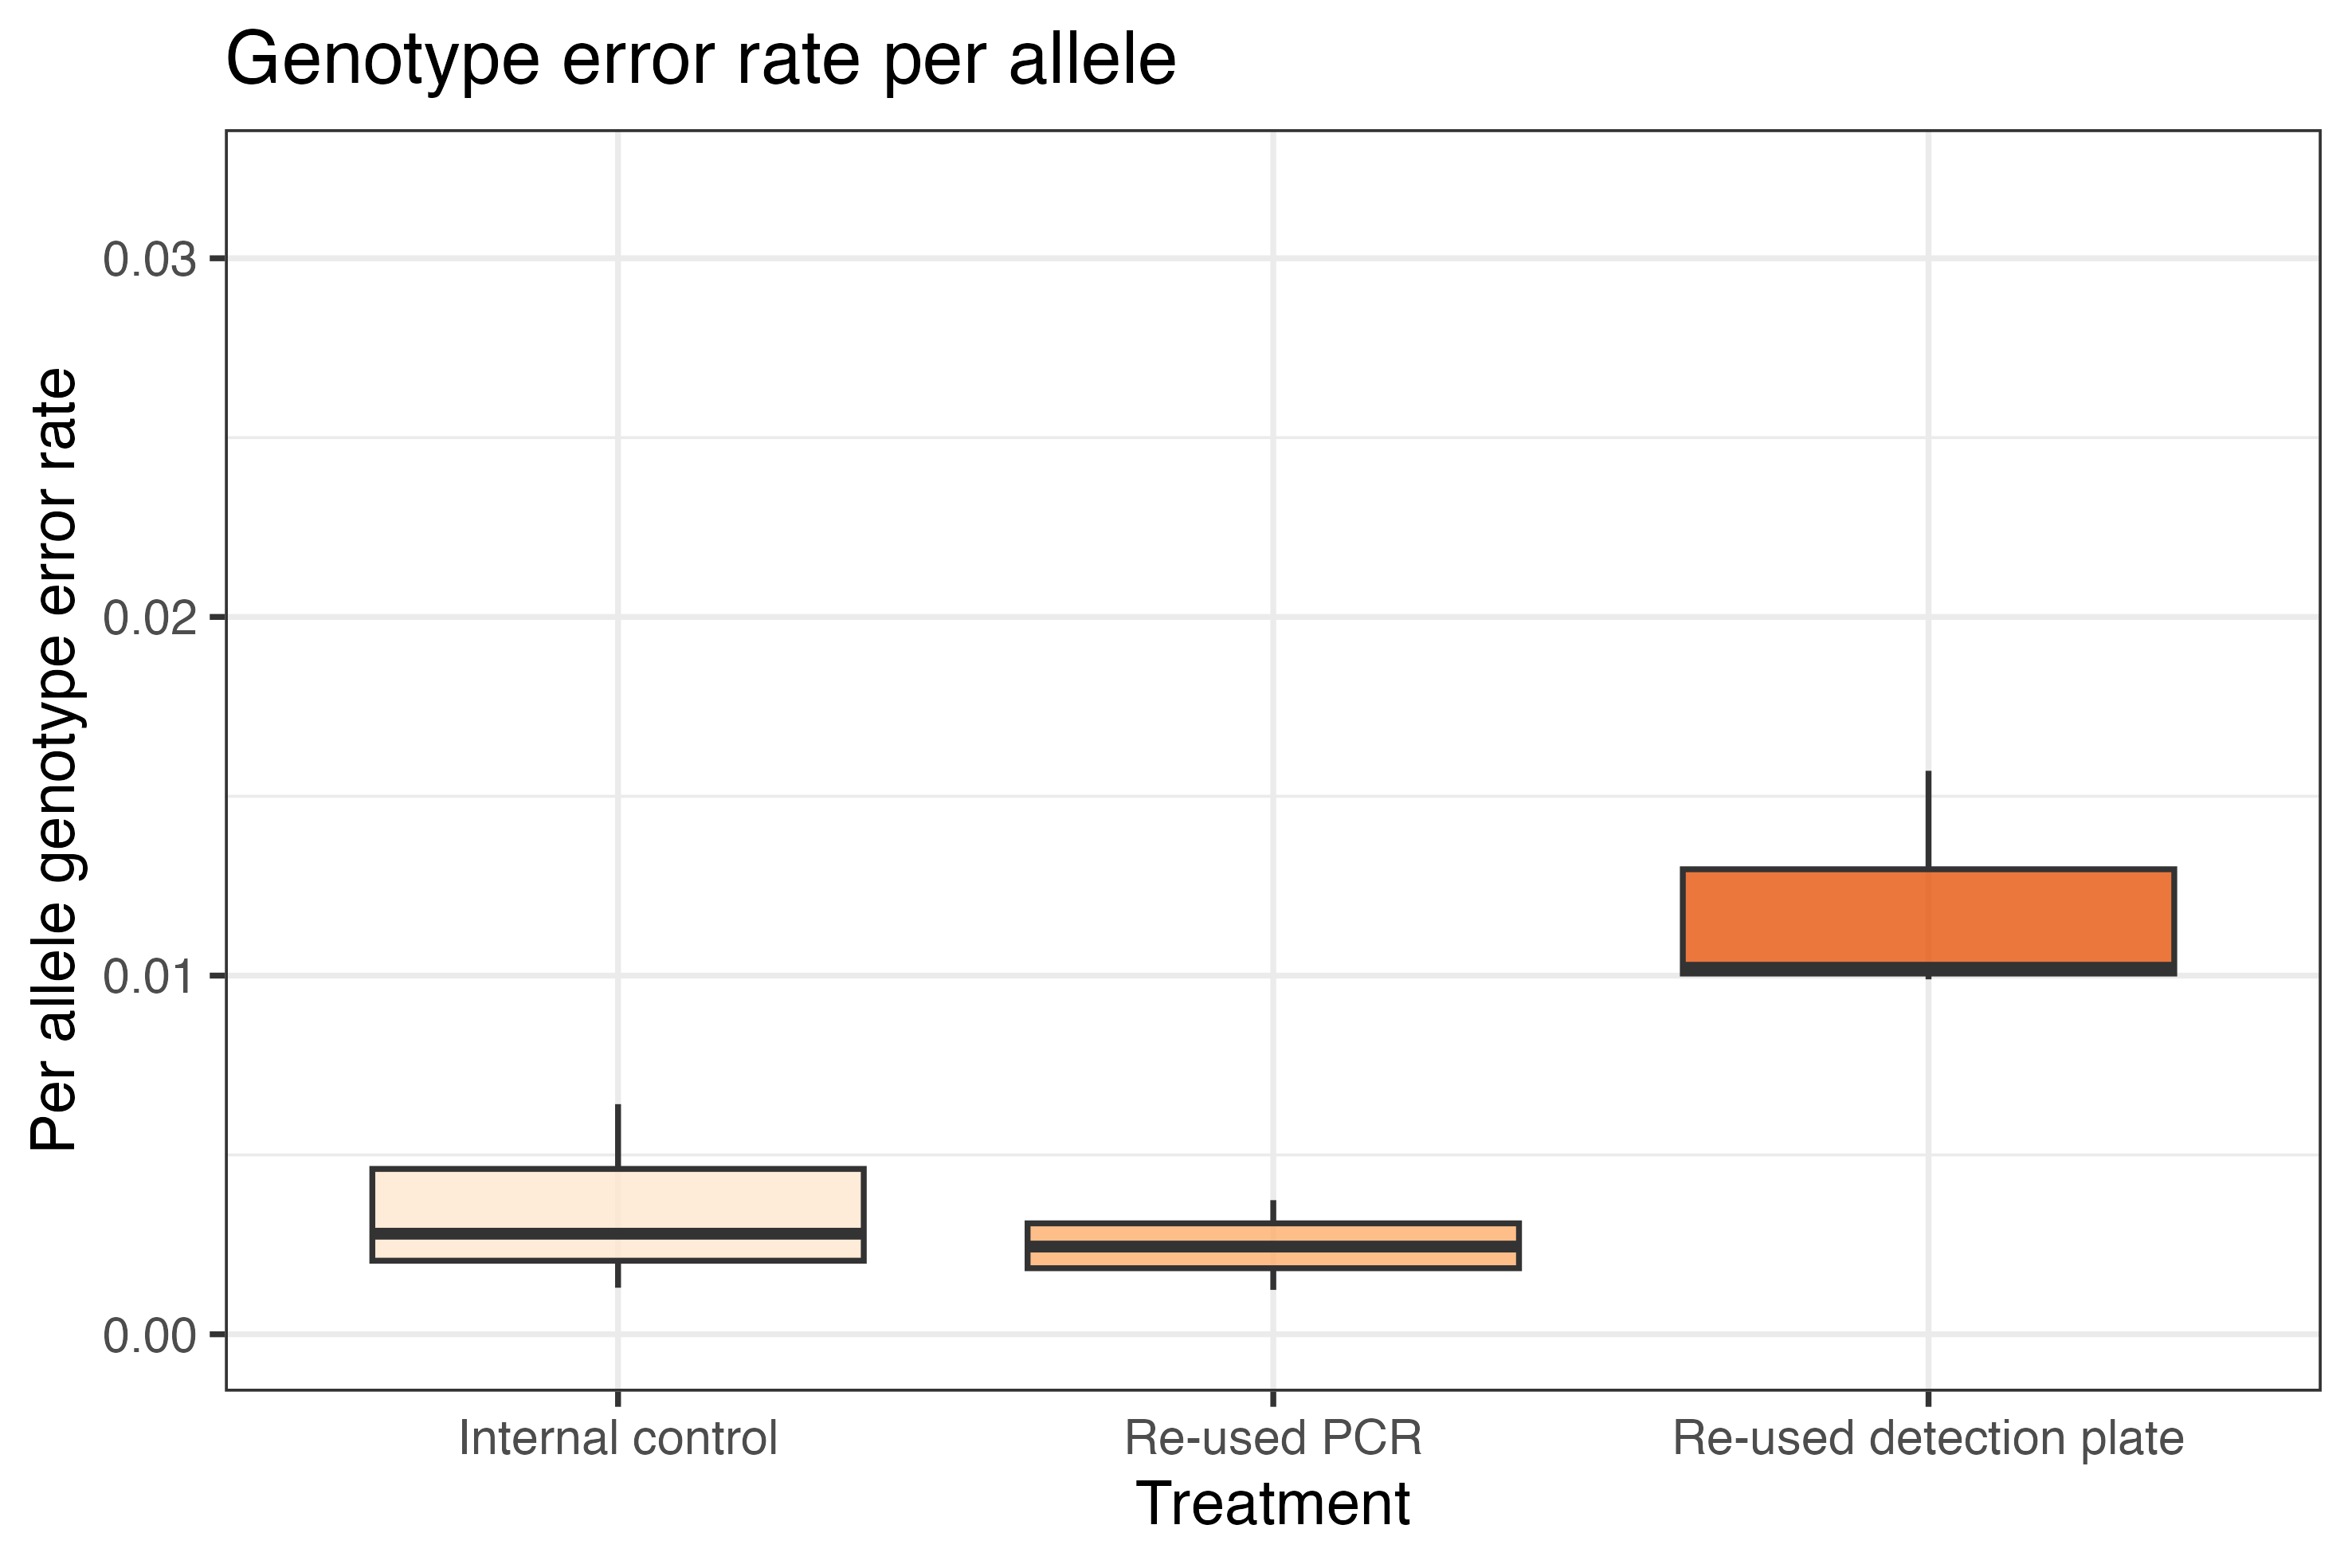 Genotype error rate per allele
Per allele genotype error rate
0.03
0.02
0.01
0.00
Internal control
Re-used PCR
Re-used detection plate
Treatment